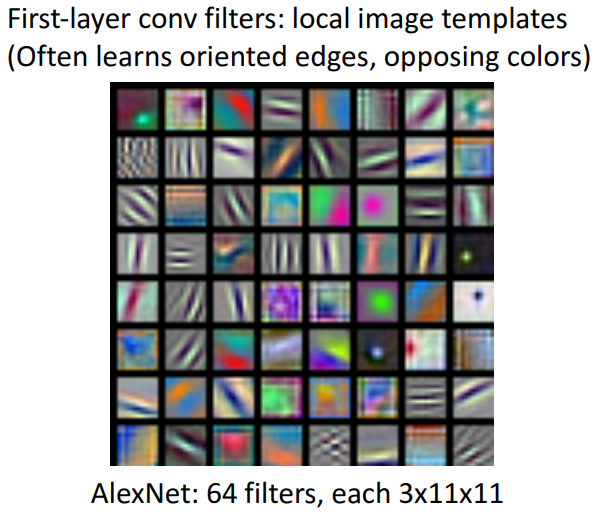 First-layer conv filters: local image templates
(Often learns oriented edges, opposing colors)
AlexNet: 64 filters, each 3x11x11